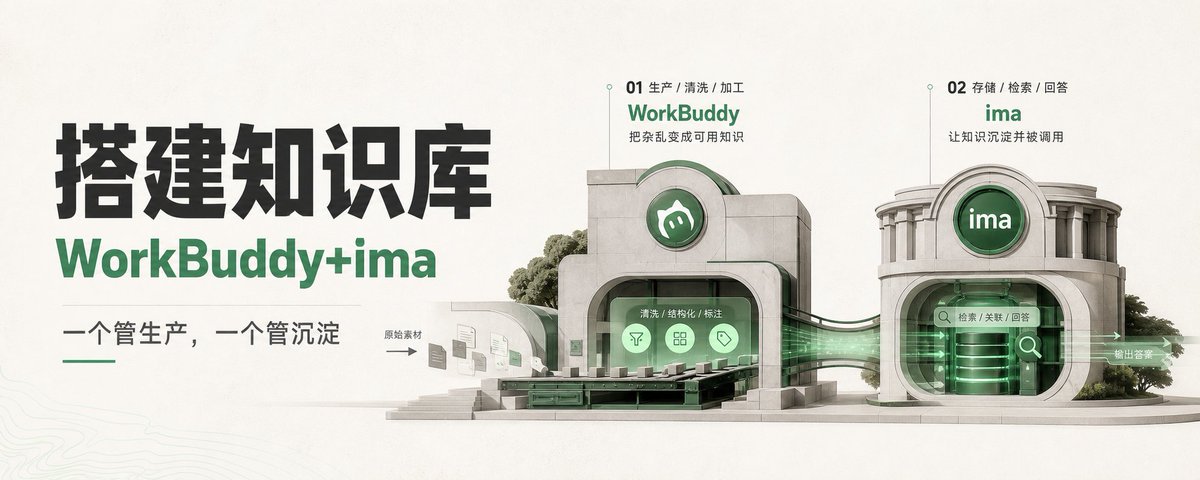 搭建知识库
WorkBuddy+ima
一个管生产，一个管沉淀
原始素材
01 生产 / 清洗 / 加工
WorkBuddy
把杂乱变成可用知识
清洗 / 结构化 / 标注
02 存储 / 检索 / 回答
ima
让知识沉淀并被调用
ima
检索 / 关联 / 回答
输出答案